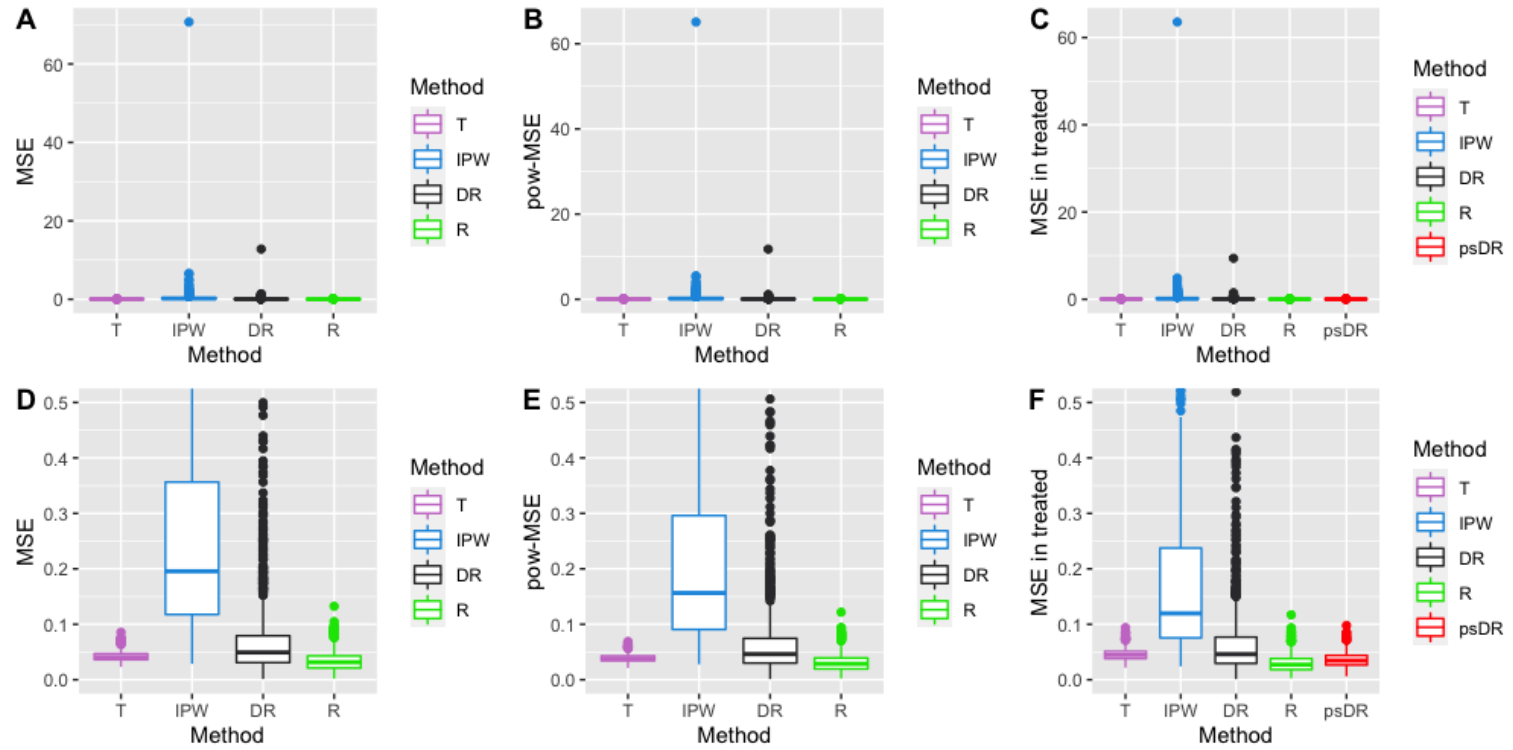 A
MSE
60
40
20
0
T IPW DR R
Method
Method
T
IPW
DR
R
B
pow-MSE
60
40
20
0
T IPW DR R
Method
Method
T
IPW
DR
R
C
MSE in treated
60
40
20
0
T IPW DR R psDR
Method
Method
T
IPW
DR
R
psDR
D
MSE
0.5
0.4
0.3
0.2
0.1
0.0
T IPW DR R
Method
Method
T
IPW
DR
R
E
pow-MSE
0.5
0.4
0.3
0.2
0.1
0.0
T IPW DR R
Method
Method
T
IPW
DR
R
F
MSE in treated
0.5
0.4
0.3
0.2
0.1
0.0
T IPW DR R psDR
Method
Method
T
IPW
DR
R
psDR